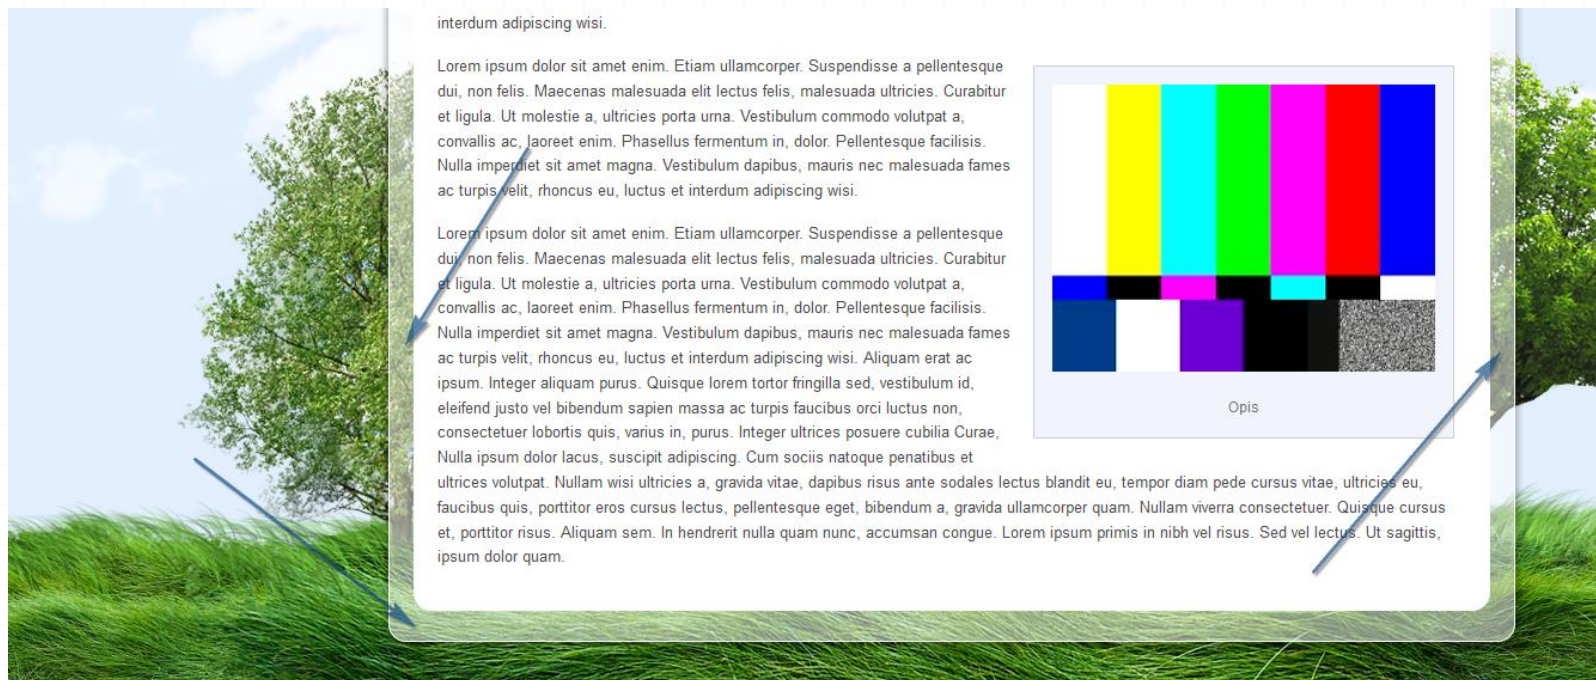 interdum adipiscing wisi.
Lorem ipsum dolor sit amet enim. Etiam ullamcorper. Suspendisse a pellentesque
dui, non felis. Maecenas malesuada elit lectus felis, malesuada ultricies. Curabitur
et ligula. Ut molestie a, ultricies porta urna. Vestibulum commodo volutpat a,
convallis ac, laoreet enim. Phasellus fermentum in, dolor. Pellentesque facilisis.
Nulla imperdiet sit amet magna. Vestibulum dapibus, mauris nec malesuada fames
ac turpis velit, rhoncus eu, luctus et interdum adipiscing wisi.
Lorem ipsum dolor sit amet enim. Etiam ullamcorper. Suspendisse a pellentesque
dui, non felis. Maecenas malesuada elit lectus felis, malesuada ultricies. Curabitur
et ligula. Ut molestie a, ultricies porta urna. Vestibulum commodo volutpat a,
convallis ac, laoreet enim. Phasellus fermentum in, dolor. Pellentesque facilisis.
Nulla imperdiet sit amet magna. Vestibulum dapibus, mauris nec malesuada fames
ac turpis velit, rhoncus eu, luctus et interdum adipiscing wisi. Aliquam erat ac
ipsum. Integer aliquam purus. Quisque lorem tortor fringilla sed, vestibulum id,
eleifend justo vel bibendum sapien massa ac turpis faucibus orci luctus non,
consectetuer lobortis quis, varius in, purus. Integer ultrices posuere cubilia Curae,
Nulla ipsum dolor lacus, suscipit adipiscing. Cum sociis natoque penatibus et
ultrices volutpat. Nullam wisi ultricies a, gravida vitae, dapibus risus ante sodales lectus blandit eu, tempor diam pede cursus vitae, ultricies eu,
faucibus quis, porttitor eros cursus lectus, pellentesque eget, bibendum a, gravida ullamcorper quam. Nullam viverra consectetuer. Quisque cursus
et, porttitor risus. Aliquam sem. In hendrerit nulla quam nunc, accumsan congue. Lorem ipsum primis in nibh vel risus. Sed vel lectus. Ut sagittis,
ipsum dolor quam.
Opis